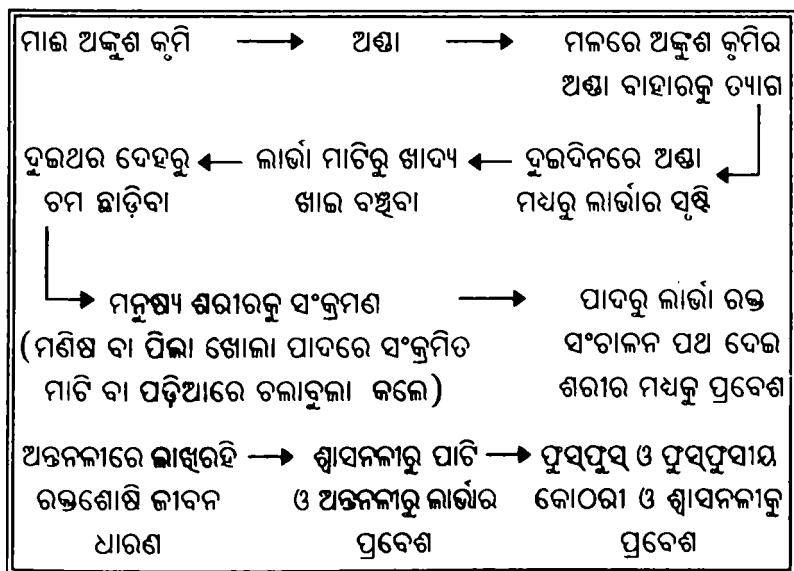 ମାଈ ଅଙ୍କୁଶ କୃମି → ଅଣ୍ଡା → ମଳରେ ଅଙ୍କୁଶ କୃମିର
ଅଣ୍ଡା ବାହାରକୁ ତ୍ୟାଗ
ଦୁଇଥର ଦେହରୁ ← ଲାର୍ଭା ମାଟିରୁ ଖାଦ୍ୟ ← ଦୁଇଦିନରେ ଅଣ୍ଡା
ଚମ ଛାଡ଼ିବା ଖାଇ ବଞ୍ଚିବା ମଧ୍ୟରୁ ଲାର୍ଭାର ସୃଷ୍ଟି
ମନୁଷ୍ୟ ଶରୀରକୁ ସଂକ୍ରମଣ → ପାଦରୁ ଲାର୍ଭା ରକ୍ତ
(ମଣିଷ ବା ପିଲା ଖୋଲା ପାଦରେ ସଂକ୍ରମିତ ସଂଚାଳନ ପଥ ଦେଇ
ମାଟି ବା ପଡ଼ିଆରେ ଚଲାବୁଲା କଲେ) ଶରୀର ମଧ୍ୟକୁ ପ୍ରବେଶ
ଅନ୍ତନଳୀରେ ଲାଖିରହି → ଶ୍ୱାସନଳୀରୁ ପାଟି → ଫୁସ୍‌ଫୁସ୍ ଓ ଫୁସ୍‌ଫୁସୀୟ
ରକ୍ତଶୋଷି ଜୀବନ ଓ ଅନ୍ତନଳୀରୁ ଲାର୍ଭାର କୋଠରୀ ଓ ଶ୍ୱାସନଳୀକୁ
ଧାରଣ ପ୍ରବେଶ ପ୍ରବେଶ